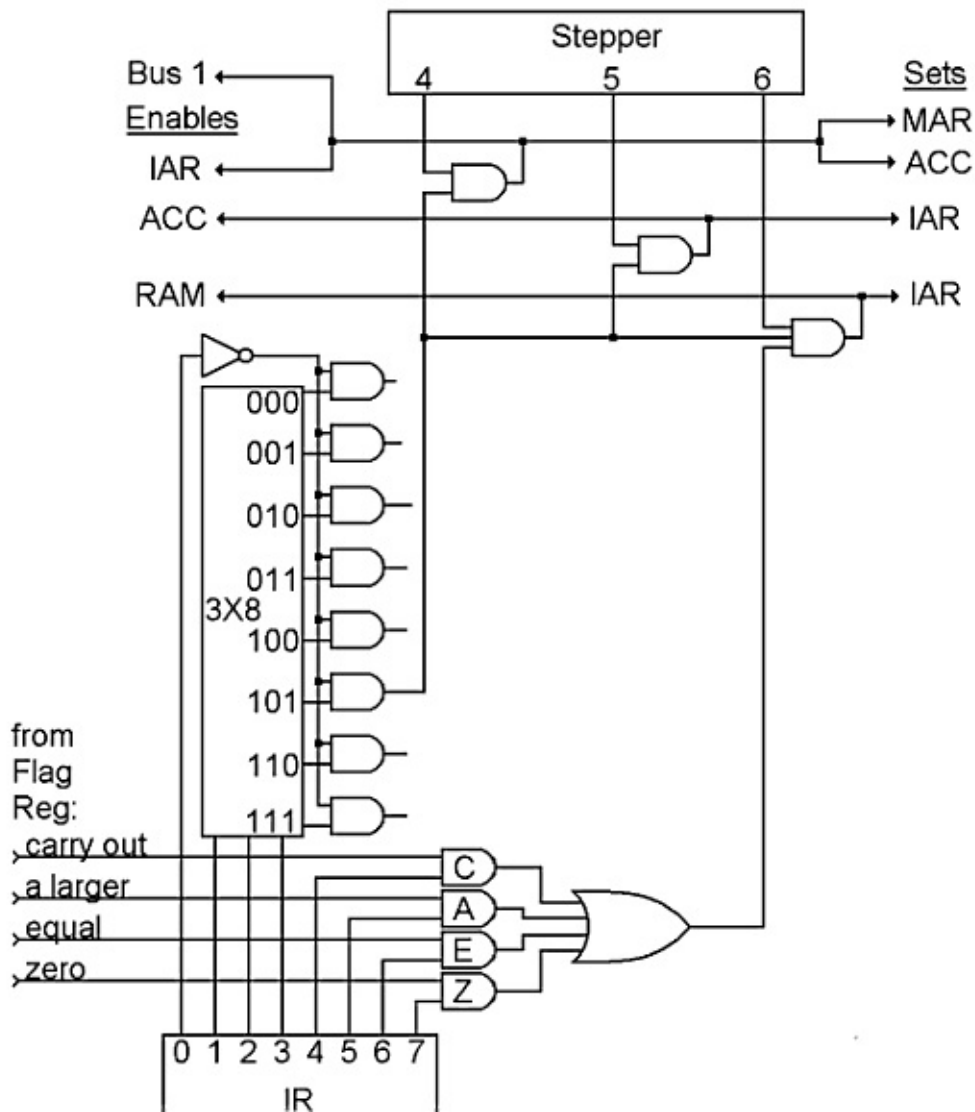 Stepper
4 5 6
Bus 1
Enables
IAR
ACC
RAM
Sets
MAR
ACC
IAR
IAR
000
001
010
011
3X8
100
101
110
111
from
Flag
Reg:
carry out
a larger
equal
zero
C
A
E
Z
0 1 2 3 4 5 6 7
IR